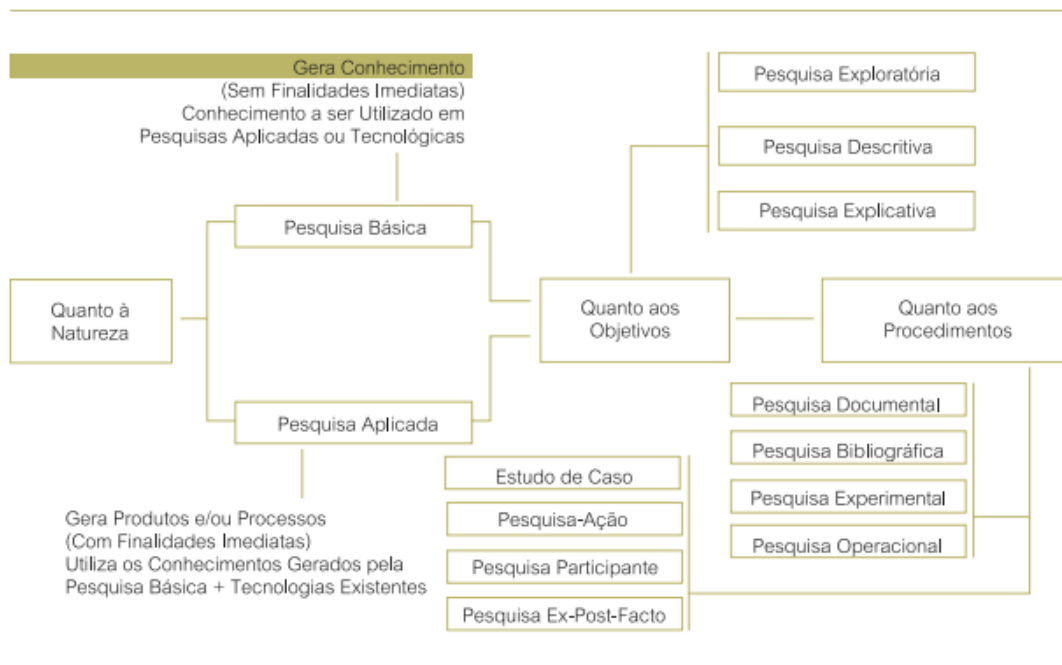 Gera Conhecimento
(Sem Finalidades Imediatas)
Conhecimento a ser Utilizado em
Pesquisas Aplicadas ou Tecnológicas
Pesquisa Exploratória
Pesquisa Descritiva
Pesquisa Explicativa
Pesquisa Básica
Quanto à
Natureza
Quanto aos
Objetivos
Quanto aos
Procedimentos
Pesquisa Aplicada
Pesquisa Documental
Pesquisa Bibliográfica
Pesquisa Experimental
Pesquisa Operacional
Estudo de Caso
Pesquisa-Ação
Pesquisa Participante
Pesquisa Ex-Post-Facto
Gera Produtos e/ou Processos
(Com Finalidades Imediatas)
Utiliza os Conhecimentos Gerados pela
Pesquisa Básica + Tecnologias Existentes